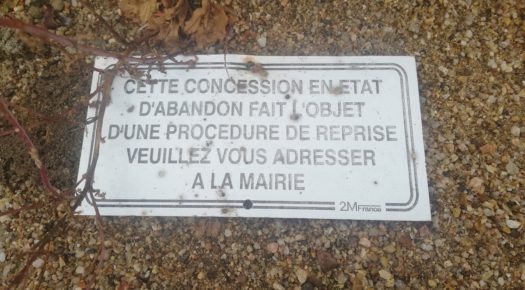 CETTE CONCESSION EN ETAT
D'ABANDON FAIT L'OBJET
D'UNE PROCEDURE DE REPRISE
VEUILLEZ VOUS ADRESSER
A LA MAIRIE
2MFrance